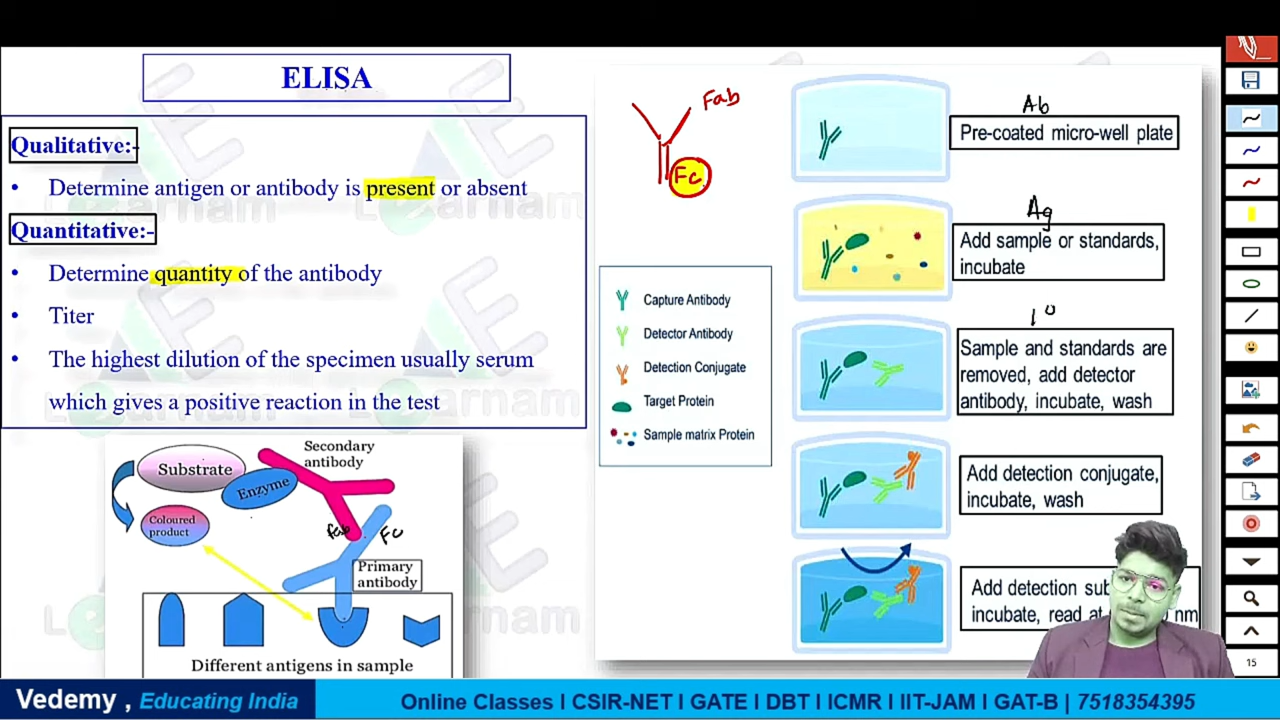 ELISA
Qualitative:-
• Determine antigen or antibody is present or absent
Quantitative:-
• Determine quantity of the antibody
• Titer
• The highest dilution of the specimen usually serum
which gives a positive reaction in the test
Substrate
Enzyme
Coloured
product
Secondary
antibody
Fab
Fc
Primary
antibody
Different antigens in sample
Fab
Fc
Capture Antibody
Detector Antibody
Detection Conjugate
Target Protein
Sample matrix Protein
Ab
Pre-coated micro-well plate
Ag
Add sample or standards,
incubate
1°
Sample and standards are
removed, add detector
antibody, incubate, wash
Add detection conjugate,
incubate, wash
Add detection
incubate, read at nm
15
Vedemy , Educating India
Online Classes I CSIR-NET I GATE I DBT I ICMR I IIT-JAM I GAT-B | 7518354395